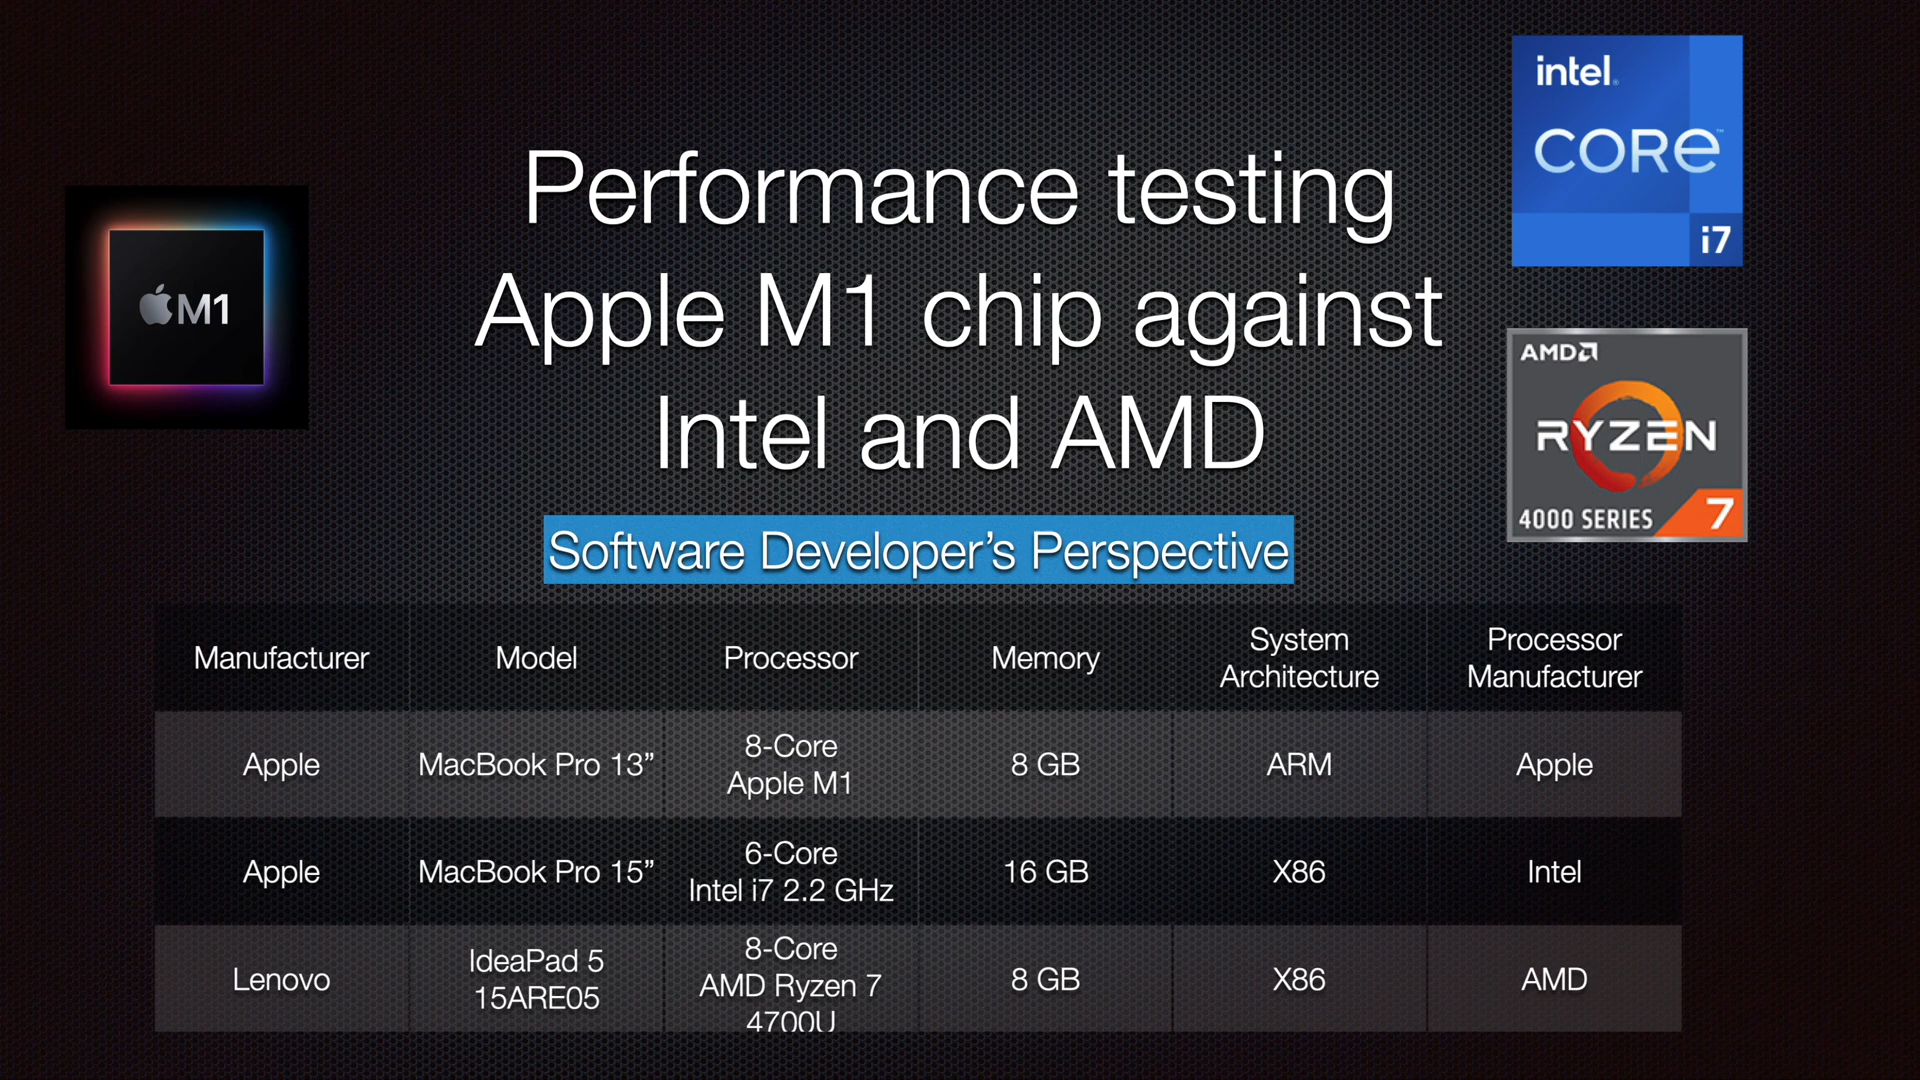 intel.
CORE™
i7
Performance testing
Apple M1 chip against
Intel and AMD
M1
AMD
RYZEN
4000 SERIES 7
Software Developer’s Perspective
Manufacturer Model Processor Memory System Architecture Processor Manufacturer
Apple MacBook Pro 13” 8-Core Apple M1 8 GB ARM Apple
Apple MacBook Pro 15” 6-Core Intel i7 2.2 GHz 16 GB X86 Intel
Lenovo IdeaPad 5 15ARE05 8-Core AMD Ryzen 7 4700U 8 GB X86 AMD